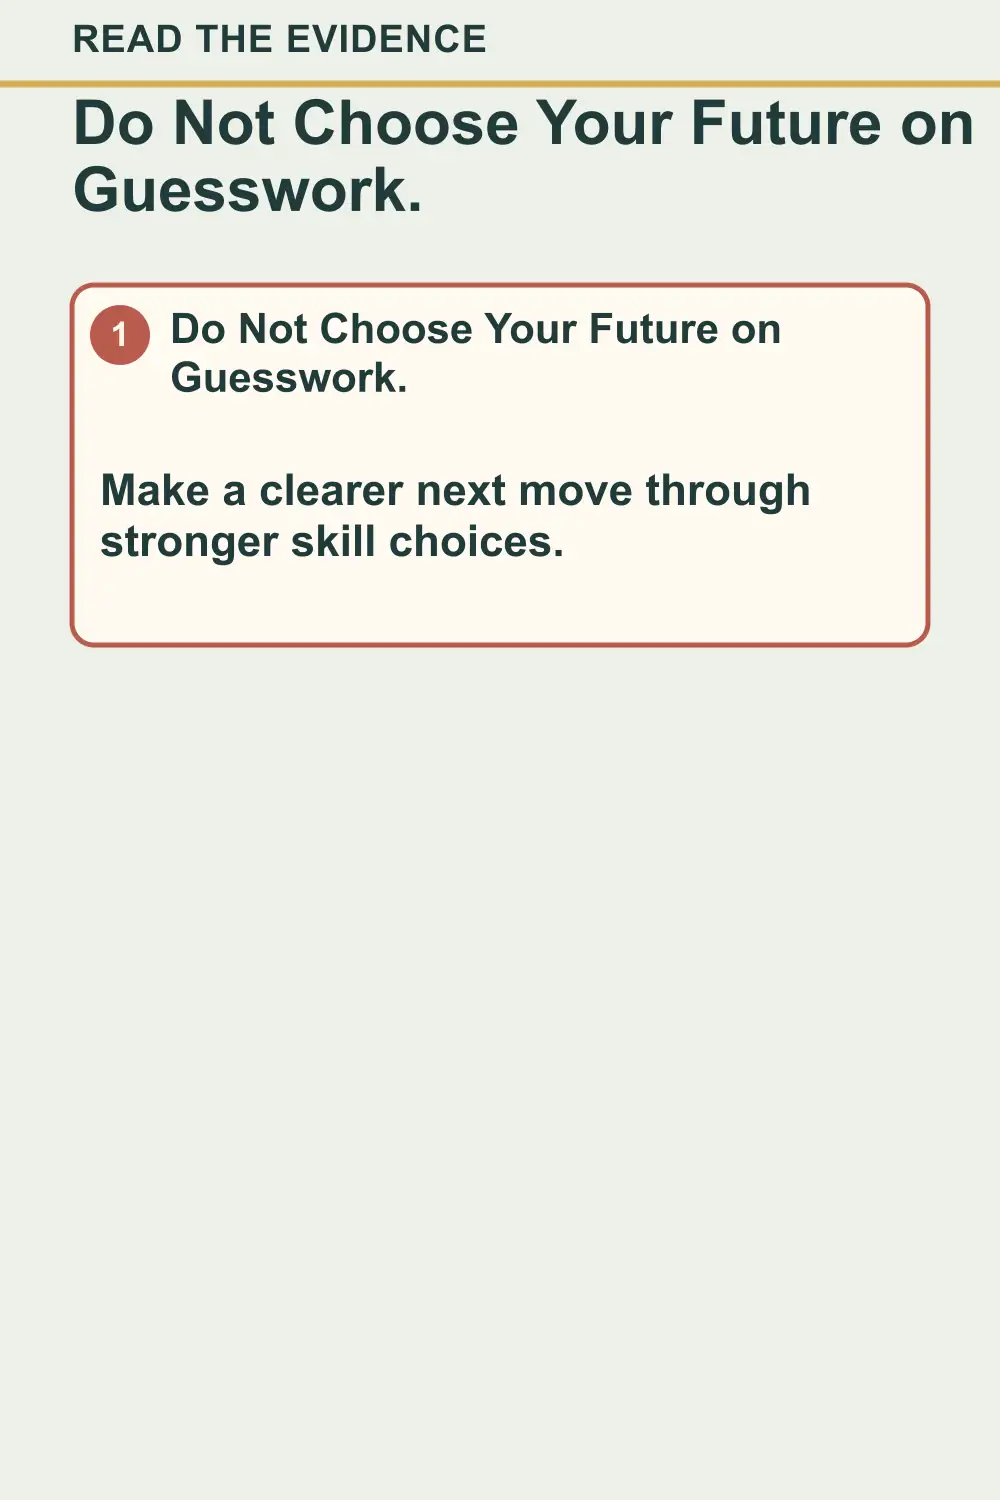 READ THE EVIDENCE
Do Not Choose Your Future on
Guesswork.
1
Do Not Choose Your Future on
Guesswork.
Make a clearer next move through
stronger skill choices.